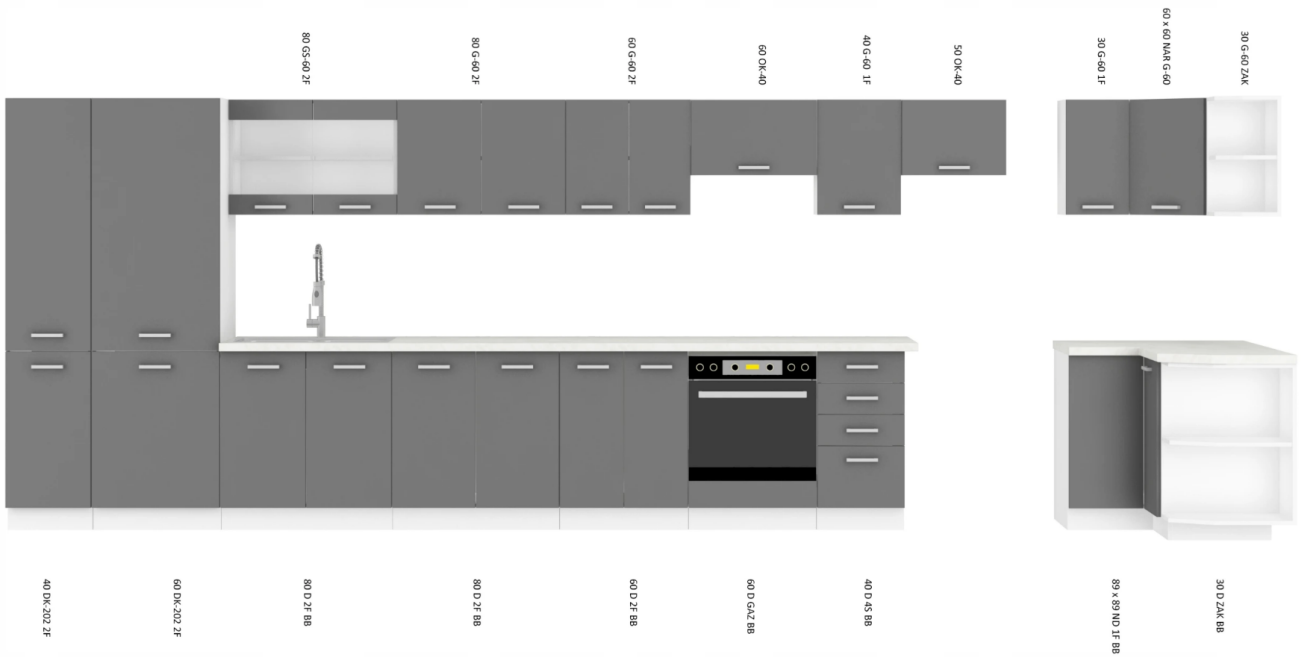 80 GS-60 2F
80 G-60 2F
60 G-60 2F
60 OK-40
40 G-60 1F
50 OK-40
30 G-60 1F
60 x 60 NAR G-60
30 G-60 ZAK
40 DK-202 2F
60 DK-202 2F
80 D 2F BB
80 D 2F BB
60 D 2F BB
60 D GAZ BB
40 D 4S BB
89 x 89 ND 1F BB
30 D ZAK BB